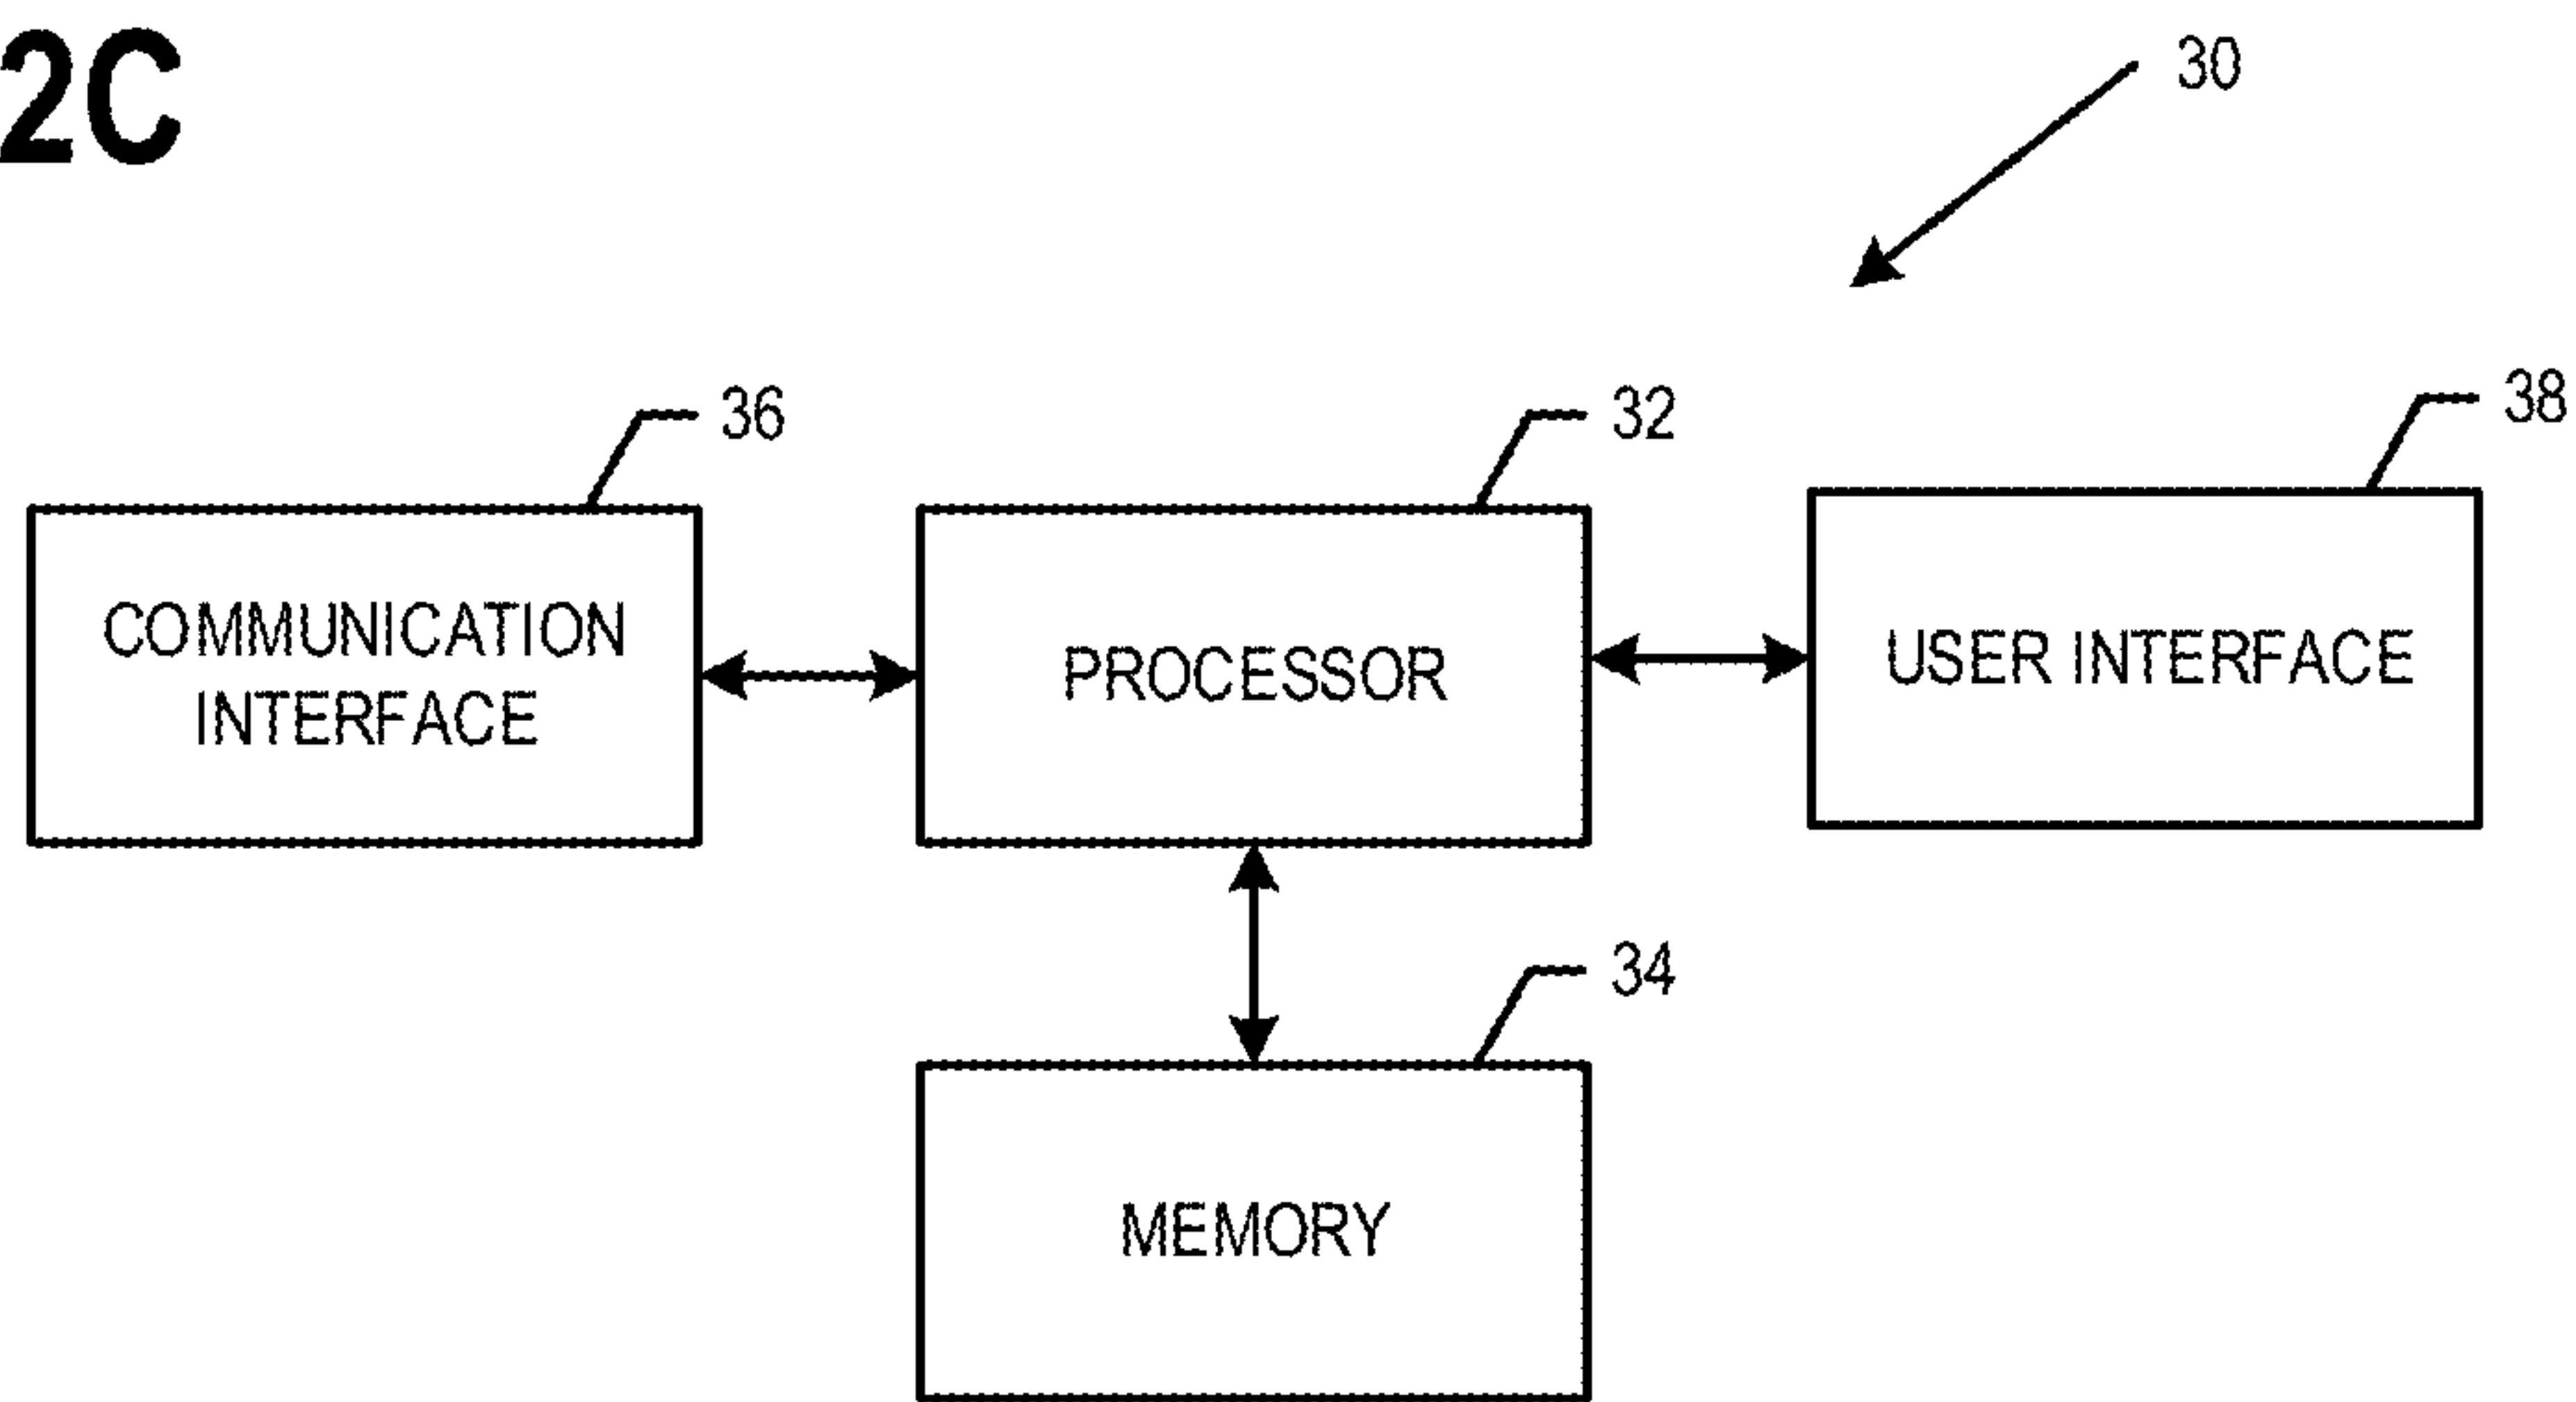 2C
30
36
32
38
COMMUNICATION
INTERFACE
PROCESSOR
USER INTERFACE
34
MEMORY